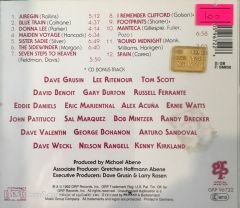 1 AIREGIN (Rollins)
2 BLUE TRAIN (Coltrane)
3 DONNA LEE (Parker)
4 MAIDEN VOYAGE (Hancock)
5 SISTER SADIE (Silver)
6 THE SIDEWINDER (Morgan)
7 SEVEN STEPS TO HEAVEN
(Feldman, Davis)
8 I REMEMBER CLIFFORD (Golson)
9 FOOTPRINTS (Shorter)
10 MANTECA (Gillespie, Fuller,
Pozo)
'ROUND MIDNIGHT (Monk,
Williams, Hanigen)
12 SPAIN (Corea)
* CD BONUS TRACK
DAVE GRUSIN LEE RITENOUR TOM SCOTT
DAVID BENOIT GARY BURTON RUSSELL FERRANTE
EDDIE DANIELS ERIC MARIENTHAL ALEX ACUÑA ERNIE WATTS
JOHN PATITUCCI SAL MARQUEZ BOB MINTZER RANDY BRECKER
DAVE VALENTIN GEORGE BOHANON ARTURO SANDOVAL
DAVE WECKL NELSON RANGELL KENNY KIRKLAND
Produced by Michael Abene
Associate Producer: Gretchen Hoffmann Abene
Executive Producers: Dave Grusin & Larry Rosen
GRP